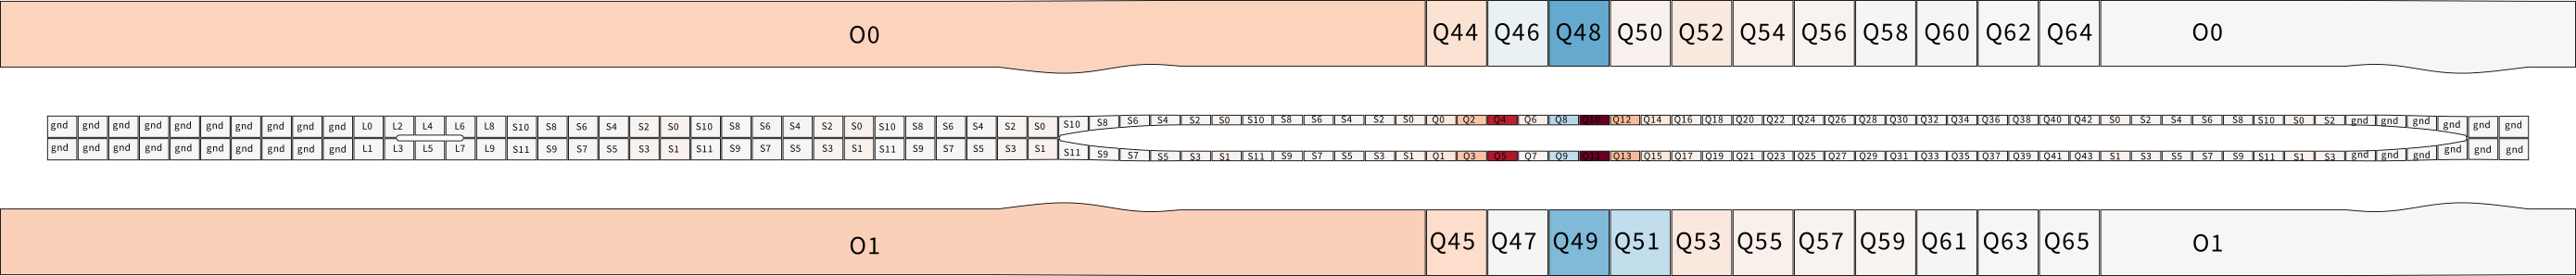 O0 Q44 Q46 Q48 Q50 Q52 Q54 Q56 Q58 Q60 Q62 Q64 O0
gnd gnd gnd gnd gnd gnd gnd gnd gnd gnd L0 L2 L4 L6 L8 S10 S8 S6 S4 S2 S0 S10 S8 S6 S4 S2 S0 S10 S8 S6 S4 S2 S0 S10 S8 S6 S4 S2 S0 S10 S8 S6 S4 S2 S0 Q0 Q2 Q4 Q6 Q8 Q10 Q12 Q14 Q16 Q18 Q20 Q22 Q24 Q26 Q28 Q30 Q32 Q34 Q36 Q38 Q40 Q42 S0 S2 S4 S6 S8 S10 S0 S2 gnd gnd gnd gnd gnd gnd
gnd gnd gnd gnd gnd gnd gnd gnd gnd gnd L1 L3 L5 L7 L9 S11 S9 S7 S5 S3 S1 S11 S9 S7 S5 S3 S1 S11 S9 S7 S5 S3 S1 S11 S9 S7 S5 S3 S1 S11 S9 S7 S5 S3 S1 Q1 Q3 Q5 Q7 Q9 Q11 Q13 Q15 Q17 Q19 Q21 Q23 Q25 Q27 Q29 Q31 Q33 Q35 Q37 Q39 Q41 Q43 S1 S3 S5 S7 S9 S11 S1 S3 gnd gnd gnd gnd gnd gnd
O1 Q45 Q47 Q49 Q51 Q53 Q55 Q57 Q59 Q61 Q63 Q65 O1